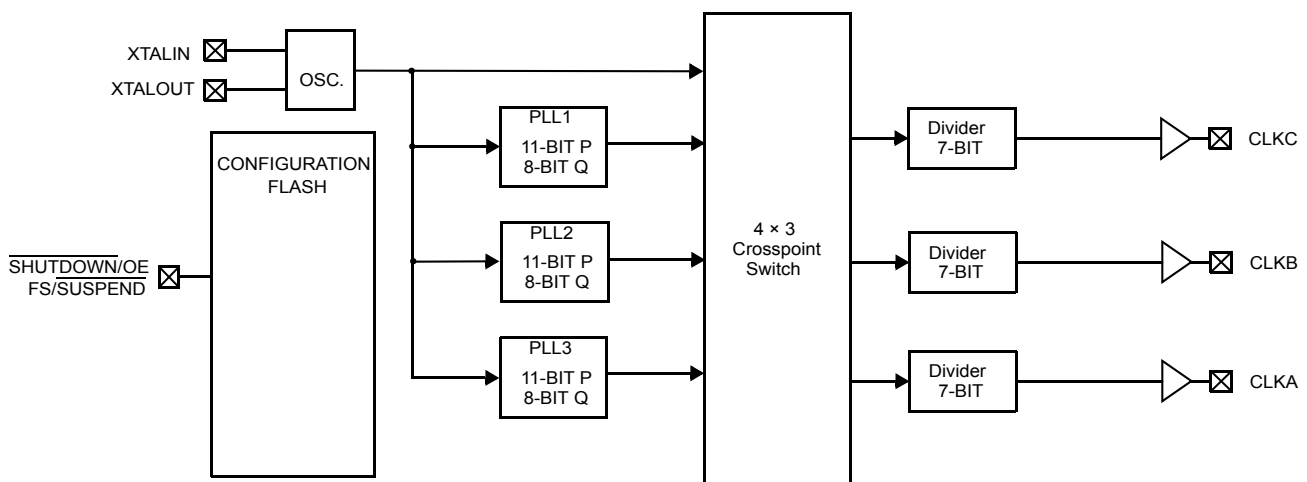 XTALIN
XTALOUT
OSC.
CONFIGURATION
FLASH
SHUTDOWN/OE
FS/SUSPEND
PLL1
11-BIT P
8-BIT Q
PLL2
11-BIT P
8-BIT Q
PLL3
11-BIT P
8-BIT Q
4 × 3
Crosspoint
Switch
Divider
7-BIT
CLKC
Divider
7-BIT
CLKB
Divider
7-BIT
CLKA